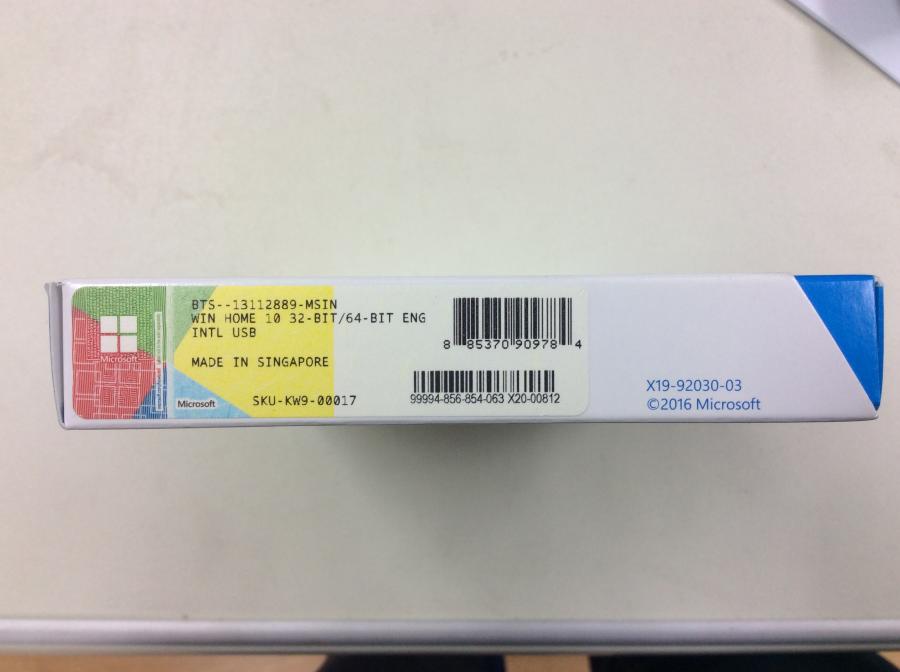 BTS--13112889-MSIN
WIN HOME 10 32-BIT/64-BIT ENG
INTL USB
MADE IN SINGAPORE
SKU-KW9-00017
Microsoft
Microsoft
8 85370 90978 4
99994-856-854-063 X20-00812
X19-92030-03
©2016 Microsoft